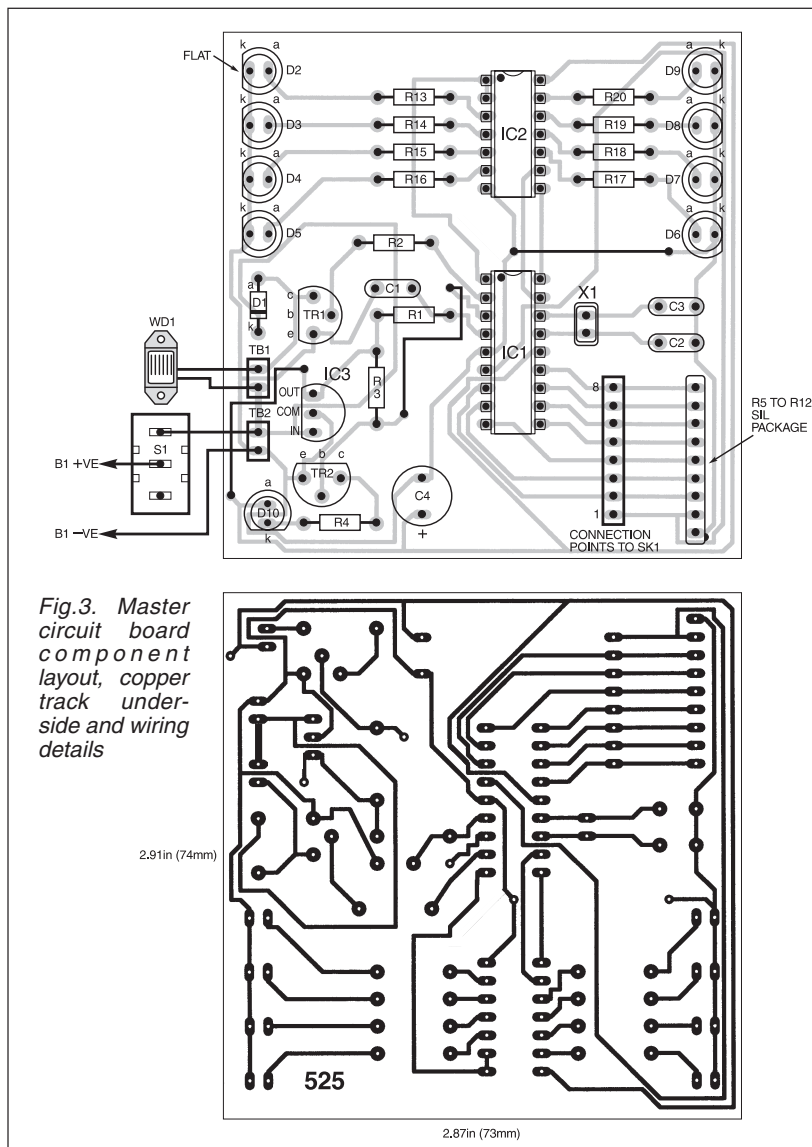 FLAT
k a
D2
k a
D3
k a
D4
k a
D5
R13
R14
R15
R16
IC2
R20
R19
R18
R17
k a
D9
k a
D8
k a
D7
k a
D6
R2
C1
R1
a
D1
k
c
b TR1
e
WD1
TB1
IC3
OUT
COM
IN
R
3
TB2
S1
B1 +VE
B1 –VE
e b c
TR2
a
D10
k
R4
C4
+
IC1
X1
C3
C2
8
1
R5 TO R12
SIL
PACKAGE
CONNECTION
POINTS TO SK1
Fig.3. Master
circuit board
component
layout, copper
track under-
side and wiring
details
2.91in (74mm)
525
2.87in (73mm)